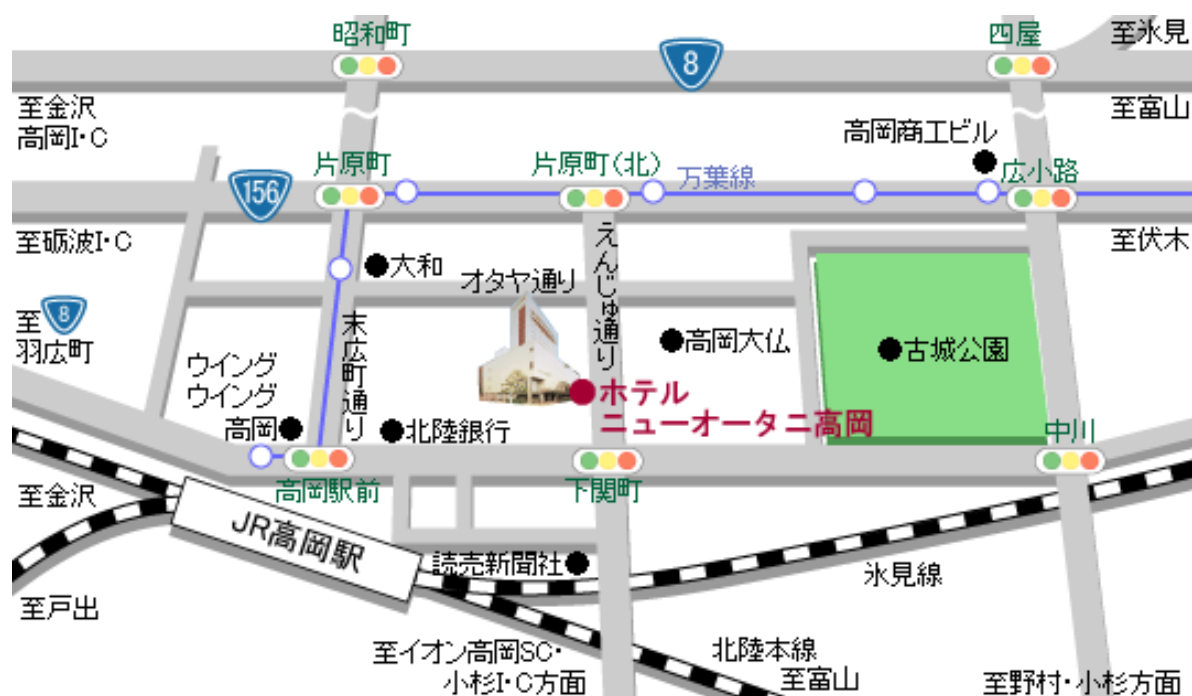 昭和町
四屋
至氷見
8
至金沢
高岡I・C
至富山
高岡商工ビル
片原町
片原町(北)
万葉線
広小路
156
至砺波I・C
至伏木
えんじゅ通り
大和
オタヤ通り
至 8
羽広町
末広町通り
高岡大仏
古城公園
ウイング
ウイング
高岡
ホテル
ニューオータニ高岡
北陸銀行
中川
高岡駅前
下関町
至金沢
JR高岡駅
読売新聞社
氷見線
至戸出
至イオン高岡SC・
小杉I・C方面
北陸本線
至富山
至野村・小杉方面